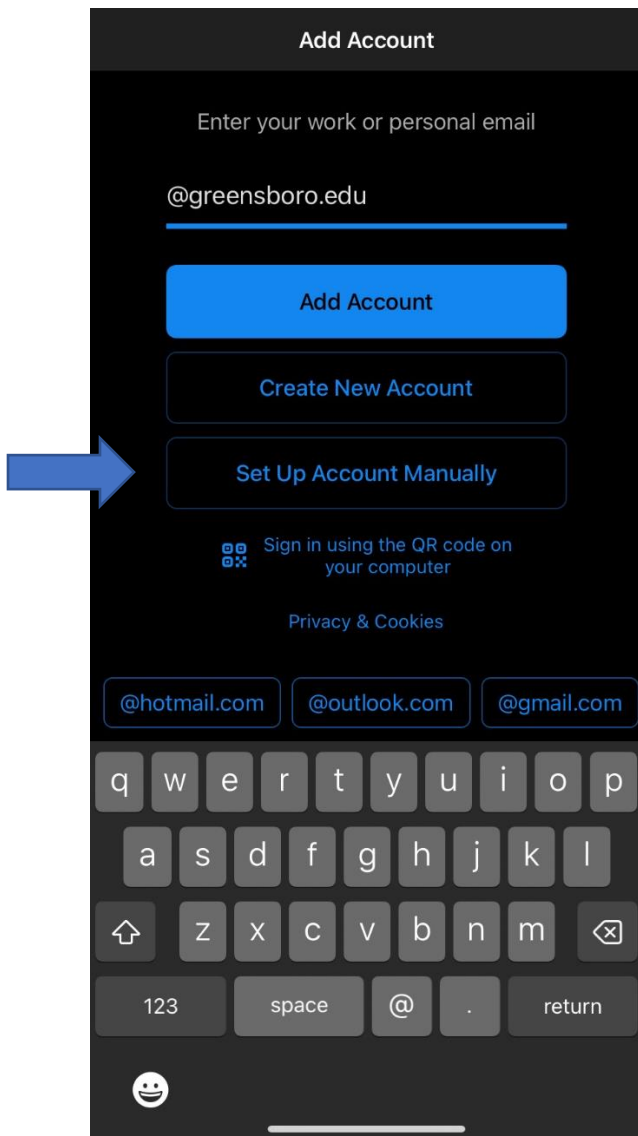 Add Account
Enter your work or personal email
@greensboro.edu
Add Account
Create New Account
Set Up Account Manually
Sign in using the QR code on
your computer
Privacy & Cookies
@hotmail.com @outlook.com @gmail.com
q w e r t y u i o p
a s d f g h j k l
z x c v b n m
123 space @ . return